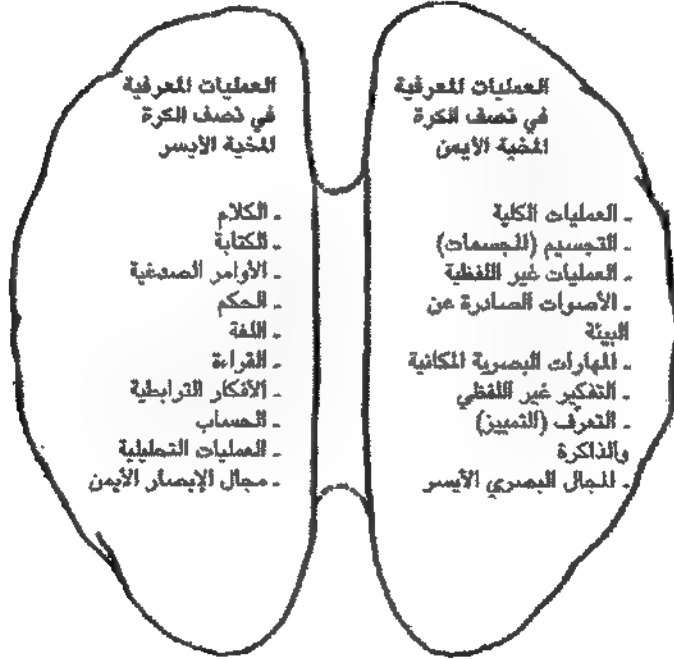 العمليات المعرفية
في نصف الكرة
المخية الأيمن
- العمليات الكلية
- التجسيم (المجسمات)
- العمليات غير اللفظية
- الأصوات الصادرة عن
البيئة
- المهارات البصرية المكانية
- التفكير غير اللفظي
- التعرف (التمييز)
والذاكرة
- المجال البصري الأيسر
العمليات المعرفية
في نصف الكرة
المخية الأيسر
- الكلام
- الكتابة
- الأوامر الصدغية
- الحكم
- اللغة
- القراءة
- الأفكار الترابطية
- الحساب
- العمليات التحليلية
- مجال الإبصار الأيمن